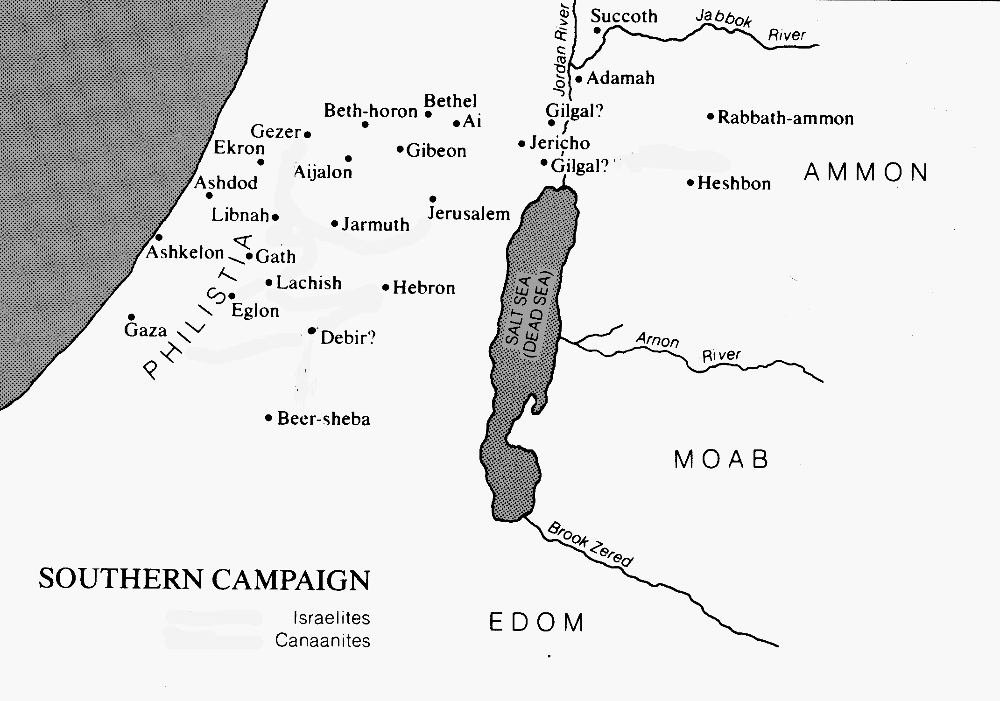 Succoth
Jabbok River
Jordan River
Adamah
Bethel
Beth-horon
Ai
Gilgal?
Rabbath-ammon
Gezer
Ekron
Gibeon
Jericho
Gilgal?
Aijalon
AMMON
Ashdod
Heshbon
Libnah
Jarmuth
Jerusalem
Ashkelon
Gath
PHILISTIA
Lachish
Hebron
Eglon
SALT SEA
(DEAD SEA)
Gaza
Debir?
Arnon River
Beer-sheba
MOAB
Brook Zered
SOUTHERN CAMPAIGN
Israelites
Canaanites
EDOM